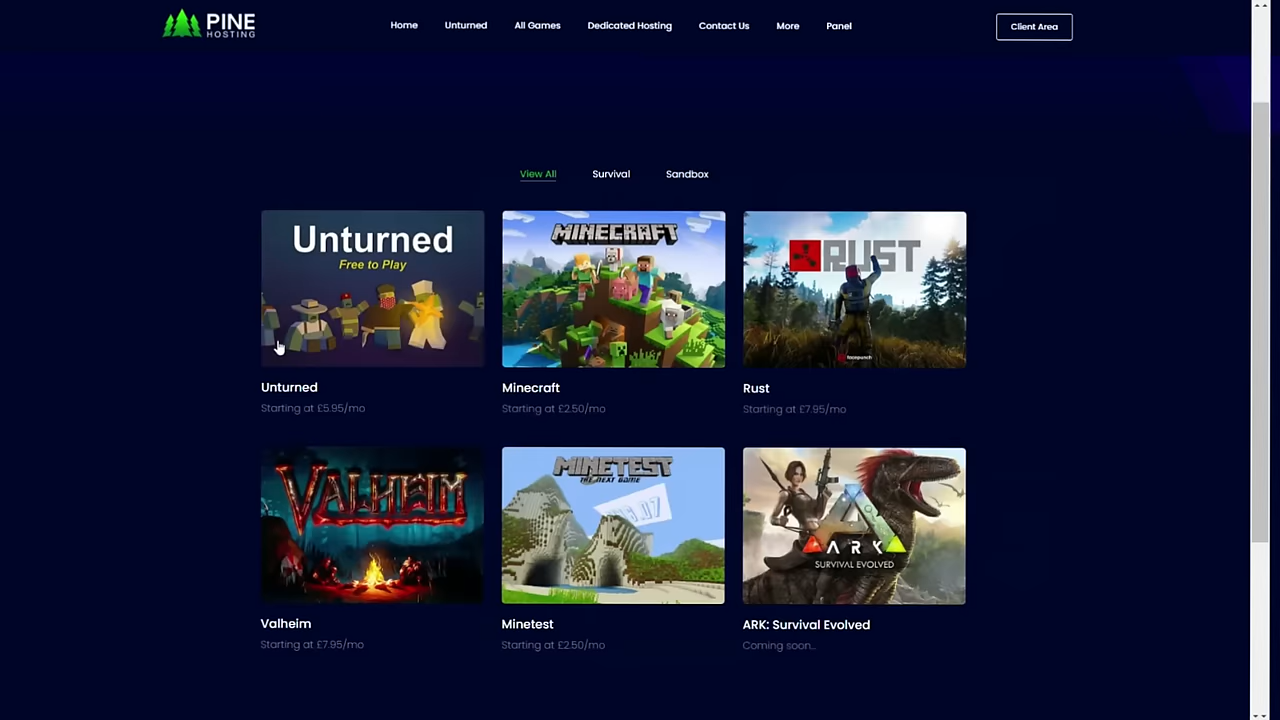 PINE
HOSTING
Home
Unturned
All Games
Dedicated Hosting
Contact Us
More
Panel
Client Area
View All
Survival
Sandbox
Unturned
Free to Play
MINECRAFT
RUST
facepunch
Unturned
Starting at £5.95/mo
Minecraft
Starting at £2.50/mo
Rust
Starting at £7.95/mo
VALHEIM
MINETEST
ARK
SURVIVAL EVOLVED
Valheim
Starting at £7.95/mo
Minetest
Starting at £2.50/mo
ARK: Survival Evolved
Coming soon...